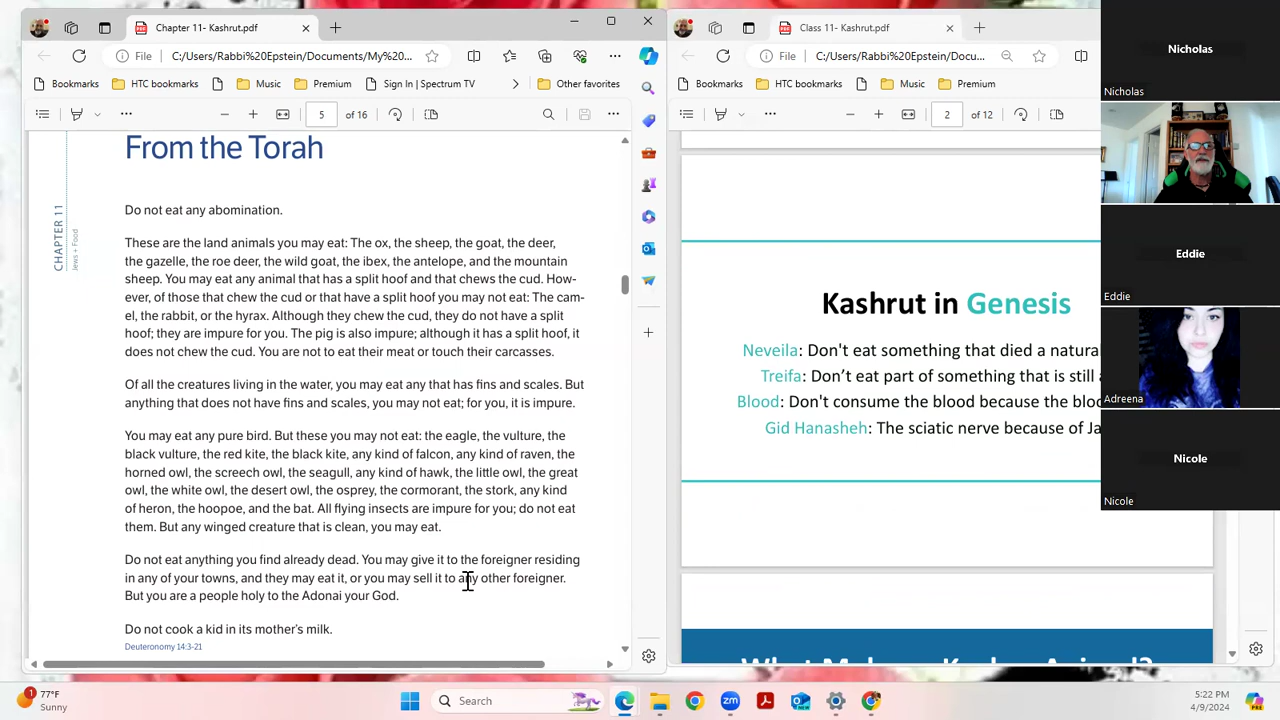 Chapter 11- Kashrut.pdf
File
C:/Users/Rabbi%20Epstein/Documents/My%20...
Bookmarks
HTC bookmarks
Music
Premium
Sign In | Spectrum TV
Other favorites
5 of 16
CHAPTER 11
Jews + Food
From the Torah
Do not eat any abomination.
These are the land animals you may eat: The ox, the sheep, the goat, the deer,
the gazelle, the roe deer, the wild goat, the ibex, the antelope, and the mountain
sheep. You may eat any animal that has a split hoof and that chews the cud. How-
ever, of those that chew the cud or that have a split hoof you may not eat: The cam-
el, the rabbit, or the hyrax. Although they chew the cud, they do not have a split
hoof; they are impure for you. The pig is also impure; although it has a split hoof, it
does not chew the cud. You are not to eat their meat or touch their carcasses.
Of all the creatures living in the water, you may eat any that has fins and scales. But
anything that does not have fins and scales, you may not eat; for you, it is impure.
You may eat any pure bird. But these you may not eat: the eagle, the vulture, the
black vulture, the red kite, the black kite, any kind of falcon, any kind of raven, the
horned owl, the screech owl, the seagull, any kind of hawk, the little owl, the great
owl, the white owl, the desert owl, the osprey, the cormorant, the stork, any kind
of heron, the hoopoe, and the bat. All flying insects are impure for you; do not eat
them. But any winged creature that is clean, you may eat.
Do not eat anything you find already dead. You may give it to the foreigner residing
in any of your towns, and they may eat it, or you may sell it to any other foreigner.
But you are a people holy to the Adonai your God.
Do not cook a kid in its mother's milk.
Deuteronomy 14:3-21
Class 11- Kashrut.pdf
File
C:/Users/Rabbi%20Epstein/Docu...
Bookmarks
HTC bookmarks
Music
Premium
2 of 12
Kashrut in Genesis
Neveila: Don't eat something that died a natura
Treifa: Don't eat part of something that is still a
Blood: Don't consume the blood because the bloo
Gid Hanasheh: The sciatic nerve because of Ja
Nicholas
Nicholas
Eddie
Eddie
Adreena
Nicole
Nicole
1
77°F
Sunny
Search
zm
PRE
5:22 PM
4/9/2024